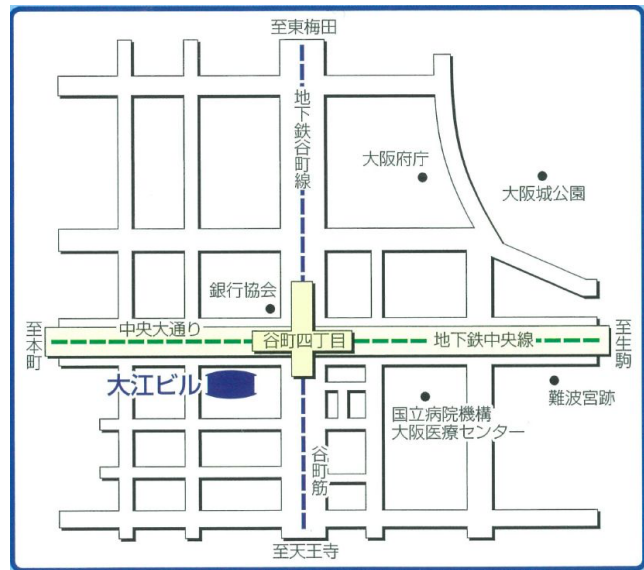 至東梅田
地下鉄谷町線
大阪府庁
大阪城公園
銀行協会
至本町
中央大通り
谷町四丁目
地下鉄中央線
至生駒
大江ビル
国立病院機構
大阪医療センター
難波宮跡
谷町筋
至天王寺